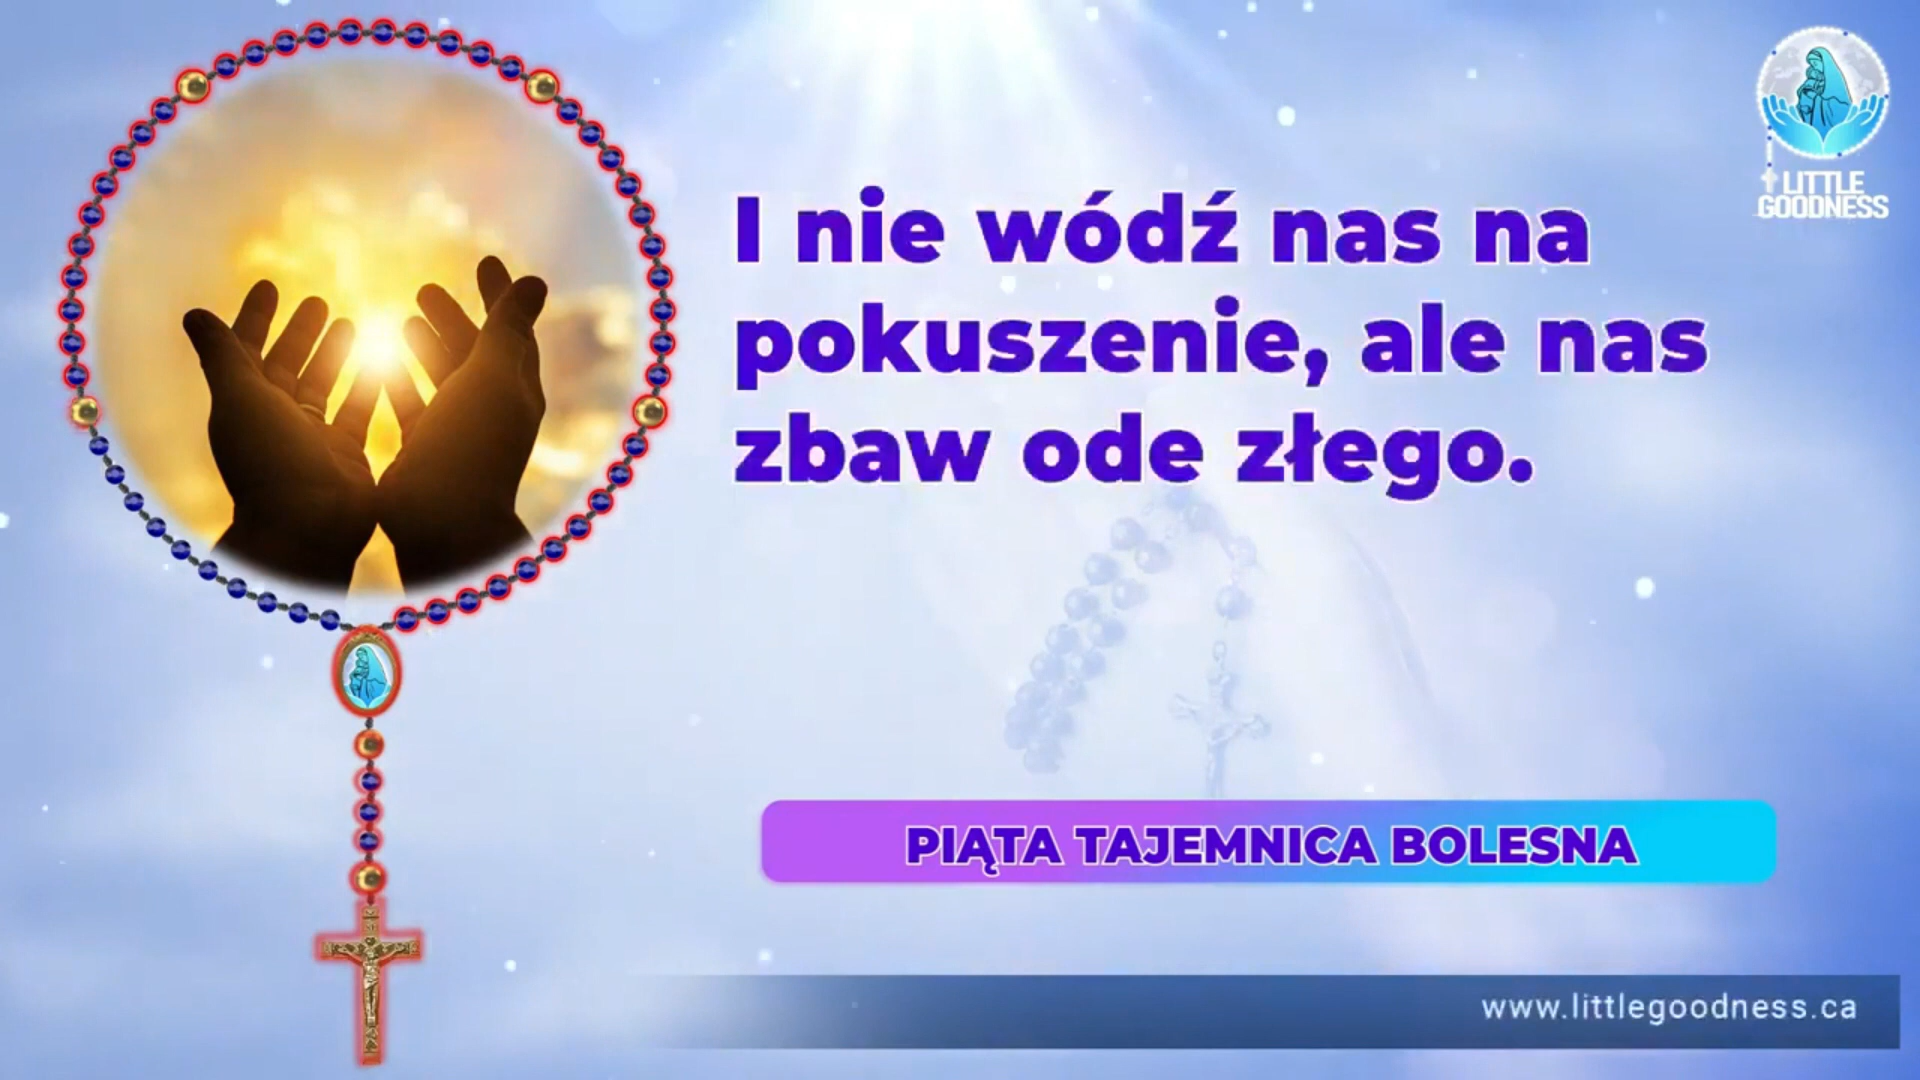 I nie wódź nas na
pokuszenie, ale nas
zbaw ode złego.
LITTLE
GOODNESS
PIĄTA TAJEMNICA BOLESNA
www.littlegoodness.ca